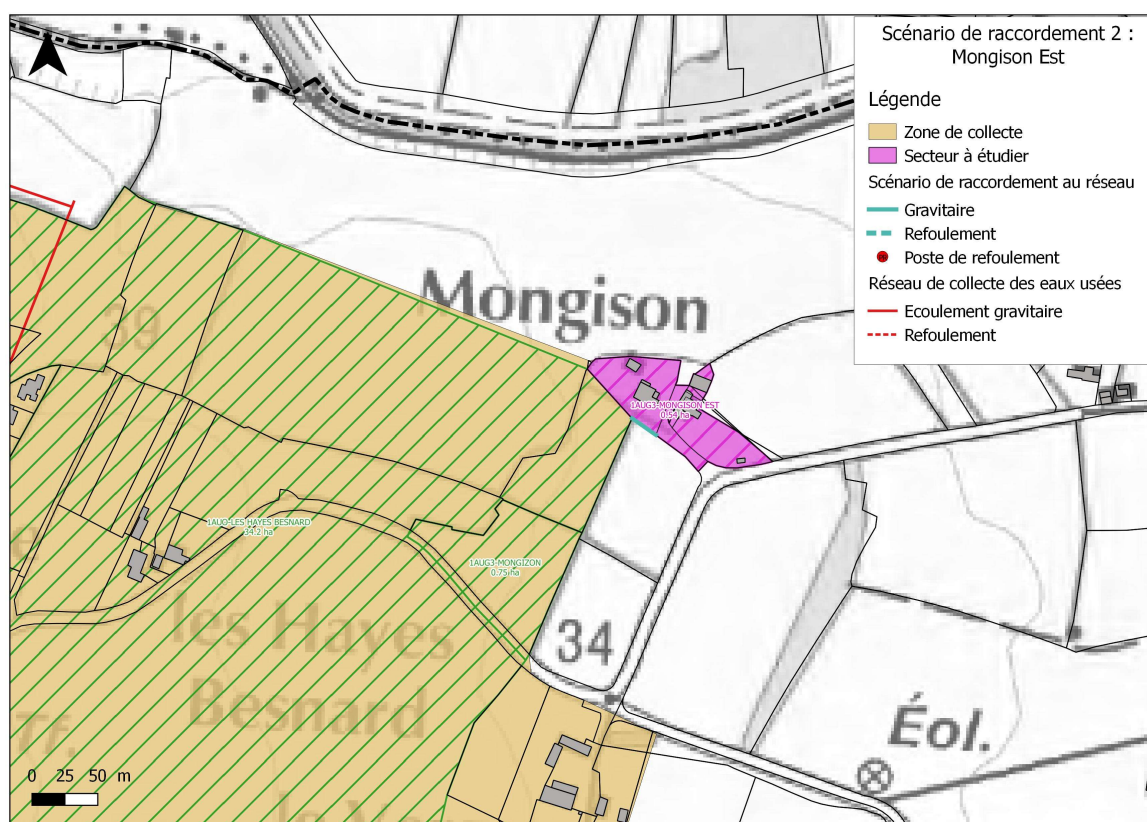 Scénario de raccordement 2 :
Mongison Est
Légende
Zone de collecte
Secteur à étudier
Scénario de raccordement au réseau
Gravitaire
Refoulement
Poste de refoulement
Réseau de collecte des eaux usées
Ecoulement gravitaire
Refoulement
Mongison
39
1AUG3-MONGISON EST
0.54 ha
1AUO-LES HAYES BESNARD
34.2 ha
1AUG3-MONGIZON
0.75 ha
les Hayes
Besnard
34
Éol.
0 25 50 m